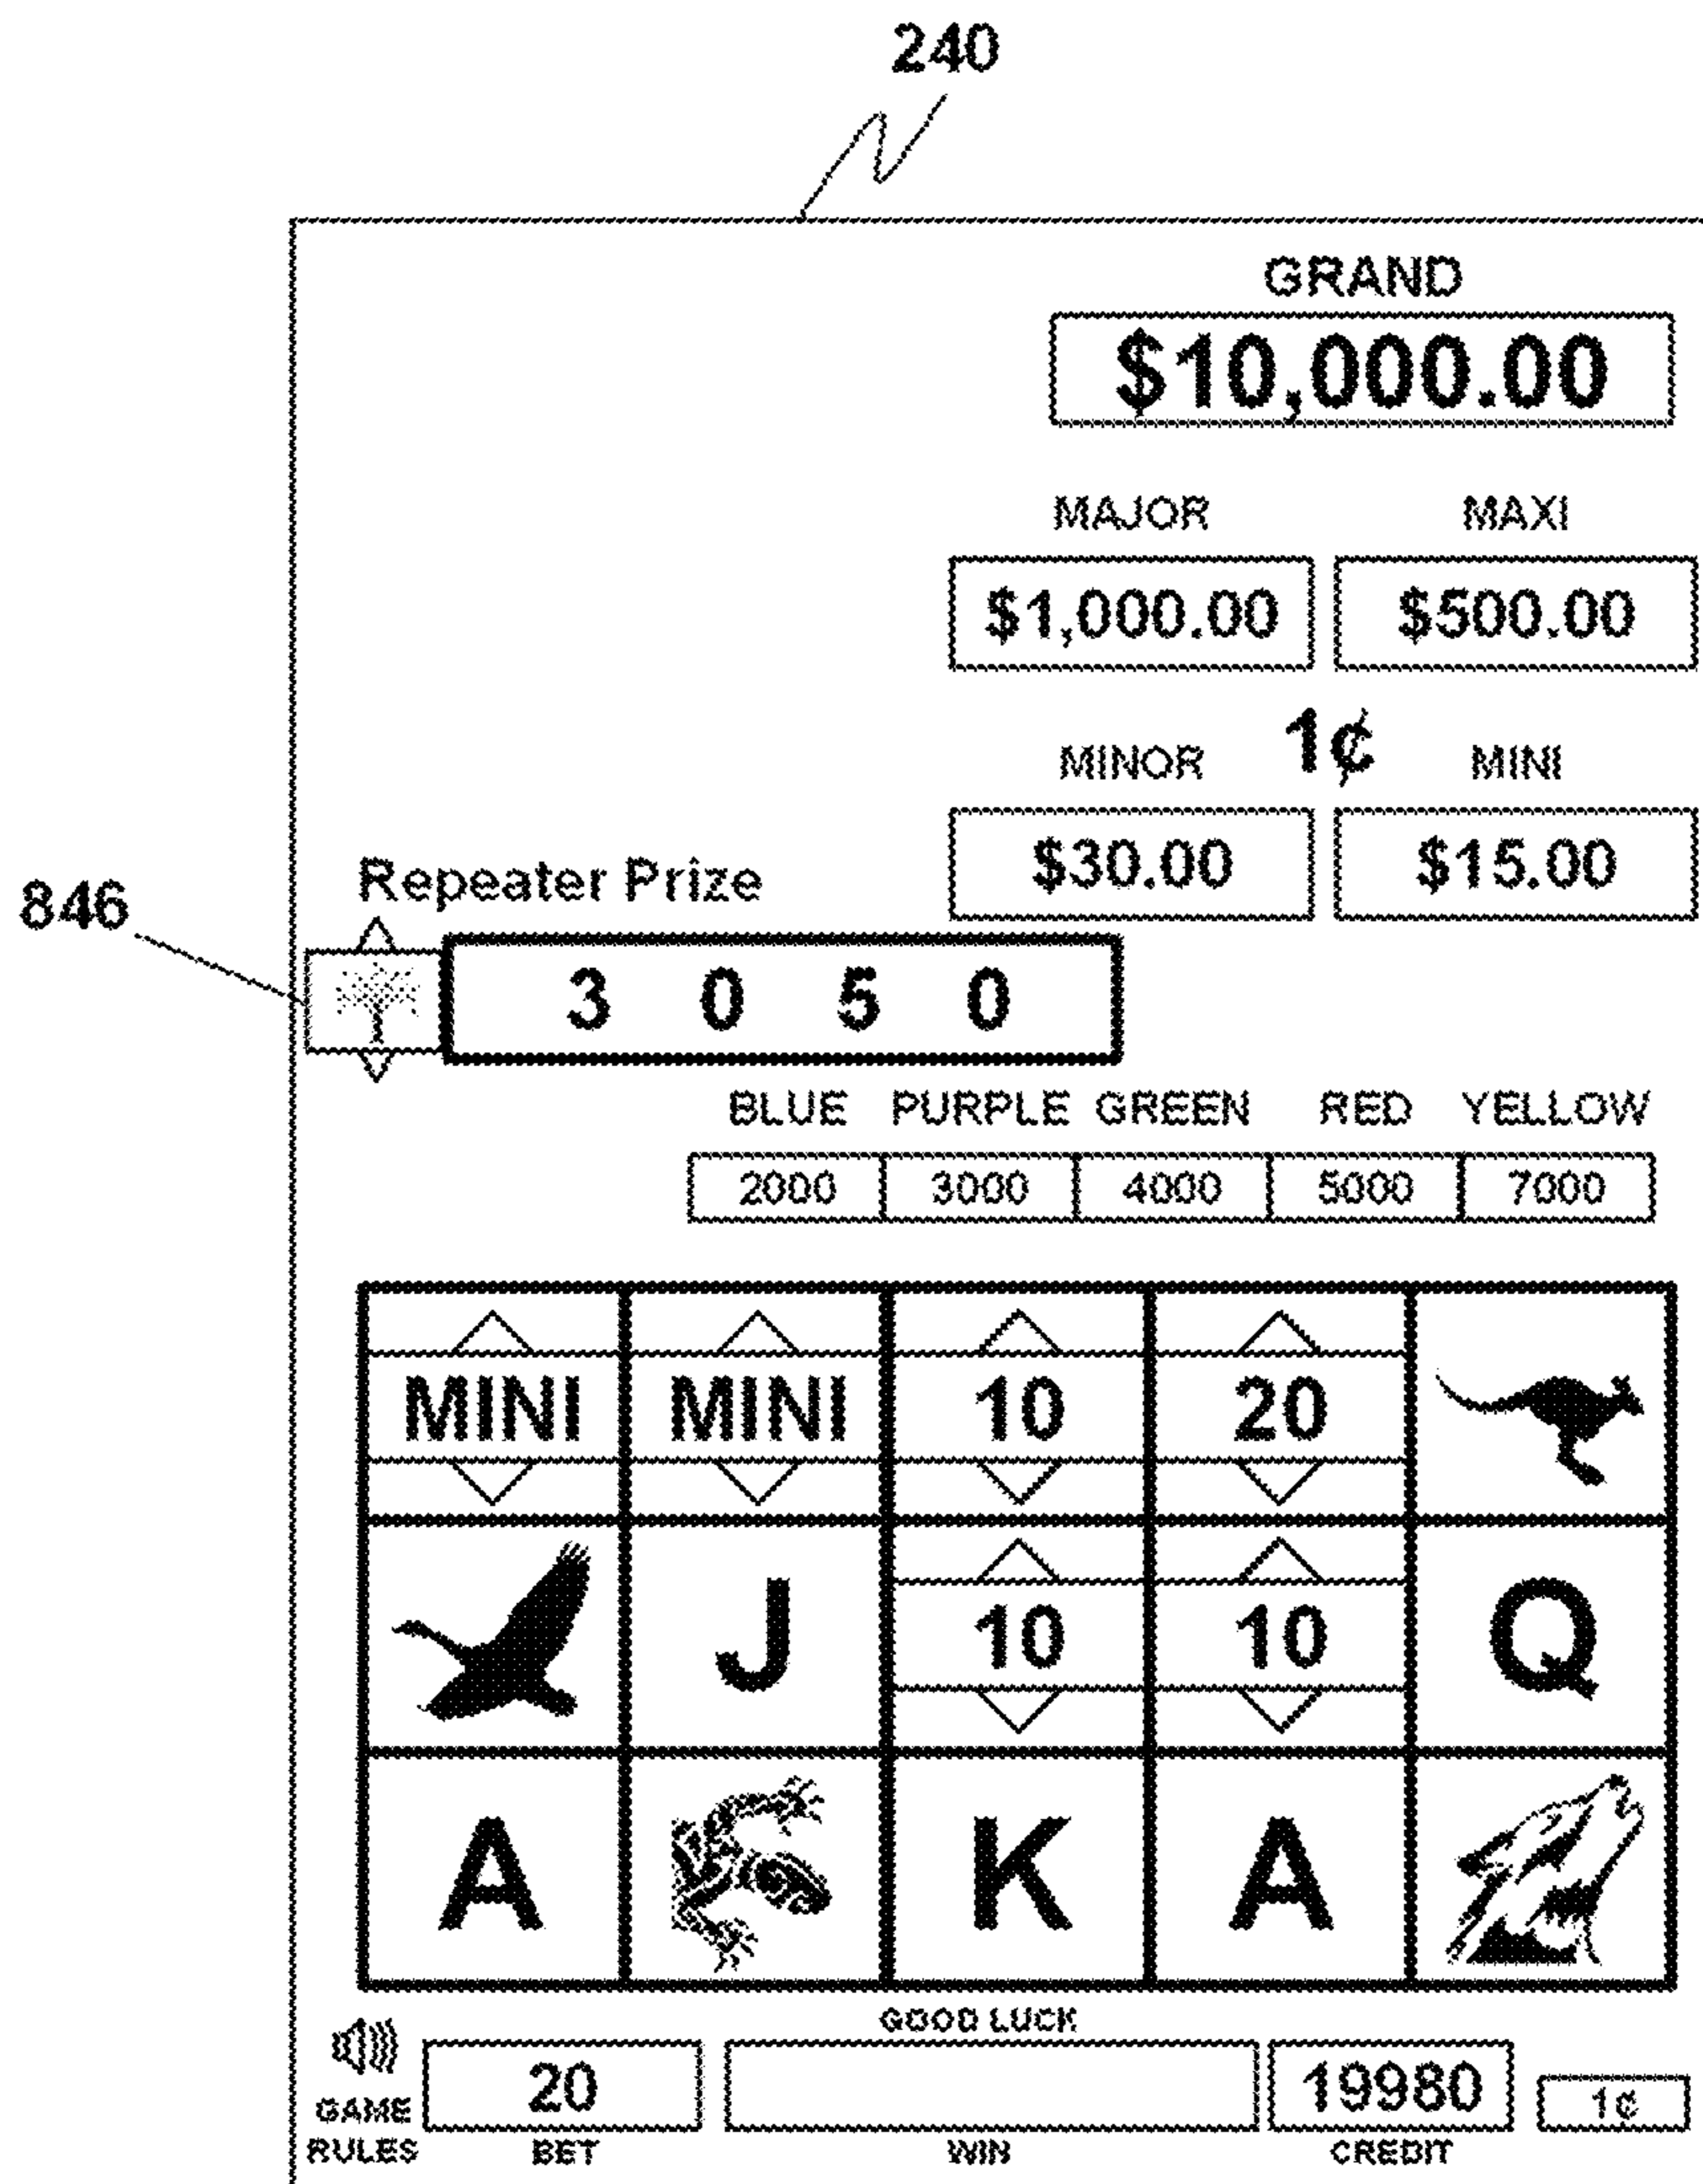 240
GRAND
$10,000.00
MAJOR MAXI
$1,000.00 $500.00
1¢
MINOR MINI
$30.00 $15.00
Repeater Prize
846
3 0 5 0
BLUE PURPLE GREEN RED YELLOW
2000 3000 4000 5000 7000
MINI MINI 10 20
J 10 10 Q
A K A
GOOD LUCK
20 19980 1¢
GAME RULES
BET WIN CREDIT